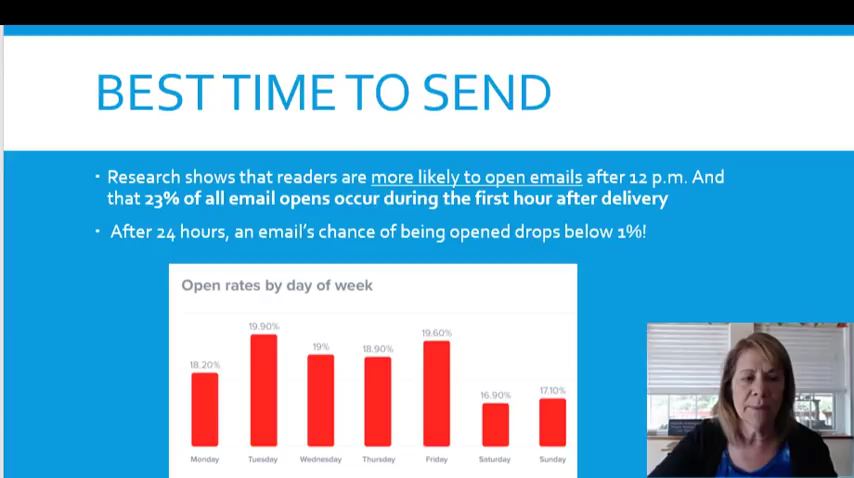 BEST TIME TO SEND
Research shows that readers are more likely to open emails after 12 p.m. And
that 23% of all email opens occur during the first hour after delivery
After 24 hours, an email's chance of being opened drops below 1%!
Open rates by day of week
18.20%
19.90%
19%
18.90%
19.60%
16.90%
17.10%
Monday
Tuesday
Wednesday
Thursday
Friday
Saturday
Sunday